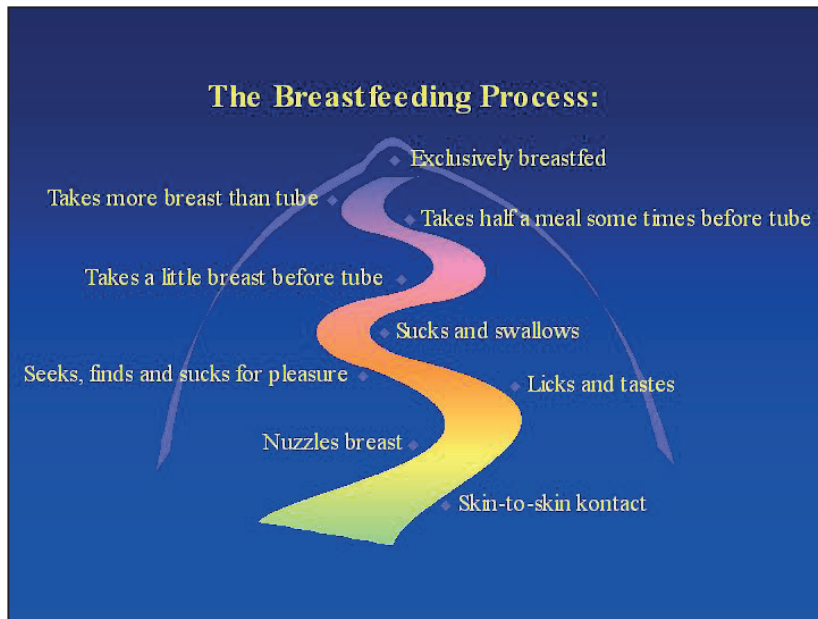 The Breastfeeding Process:
Exclusively breastfed
Takes more breast than tube
Takes half a meal some times before tube
Takes a little breast before tube
Sucks and swallows
Seeks, finds and sucks for pleasure
Licks and tastes
Nuzzles breast
Skin-to-skin kontact